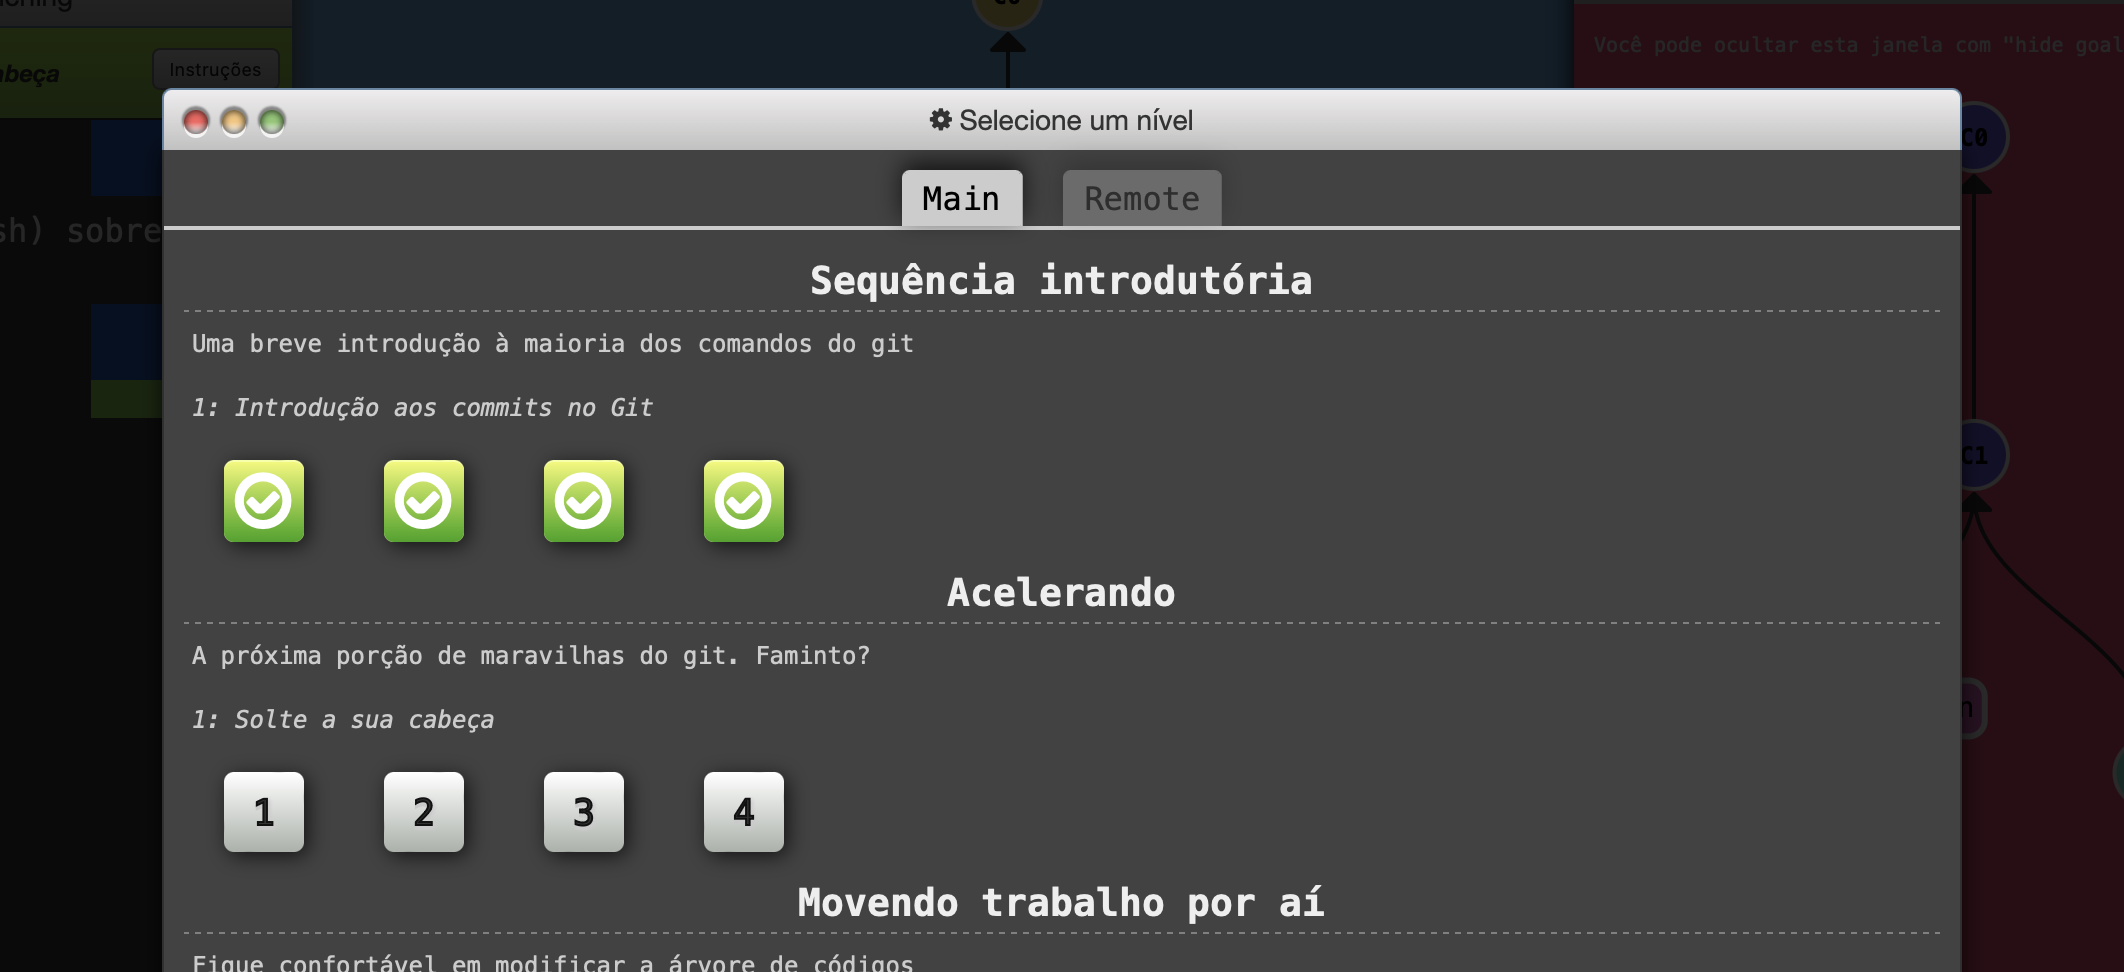 Instruções
Você pode ocultar esta janela com "hide goal
C0
Selecione um nível
C0
Main
Remote
sh) sobre
Sequência introdutória
Uma breve introdução à maioria dos comandos do git
1: Introdução aos commits no Git
C1
Acelerando
A próxima porção de maravilhas do git. Faminto?
1: Solte a sua cabeça
1 2 3 4
Movendo trabalho por aí
Fique confortável em modificar a árvore de códigos